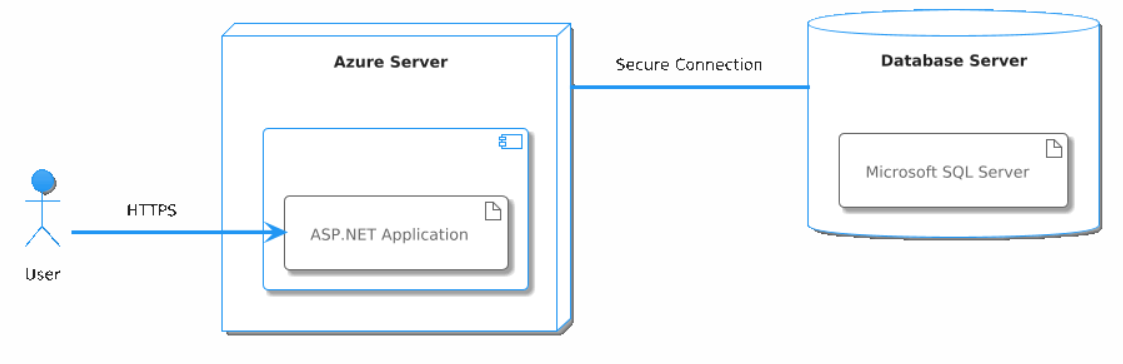 Azure Server
Secure Connection
Database Server
Microsoft SQL Server
HTTPS
ASP.NET Application
User